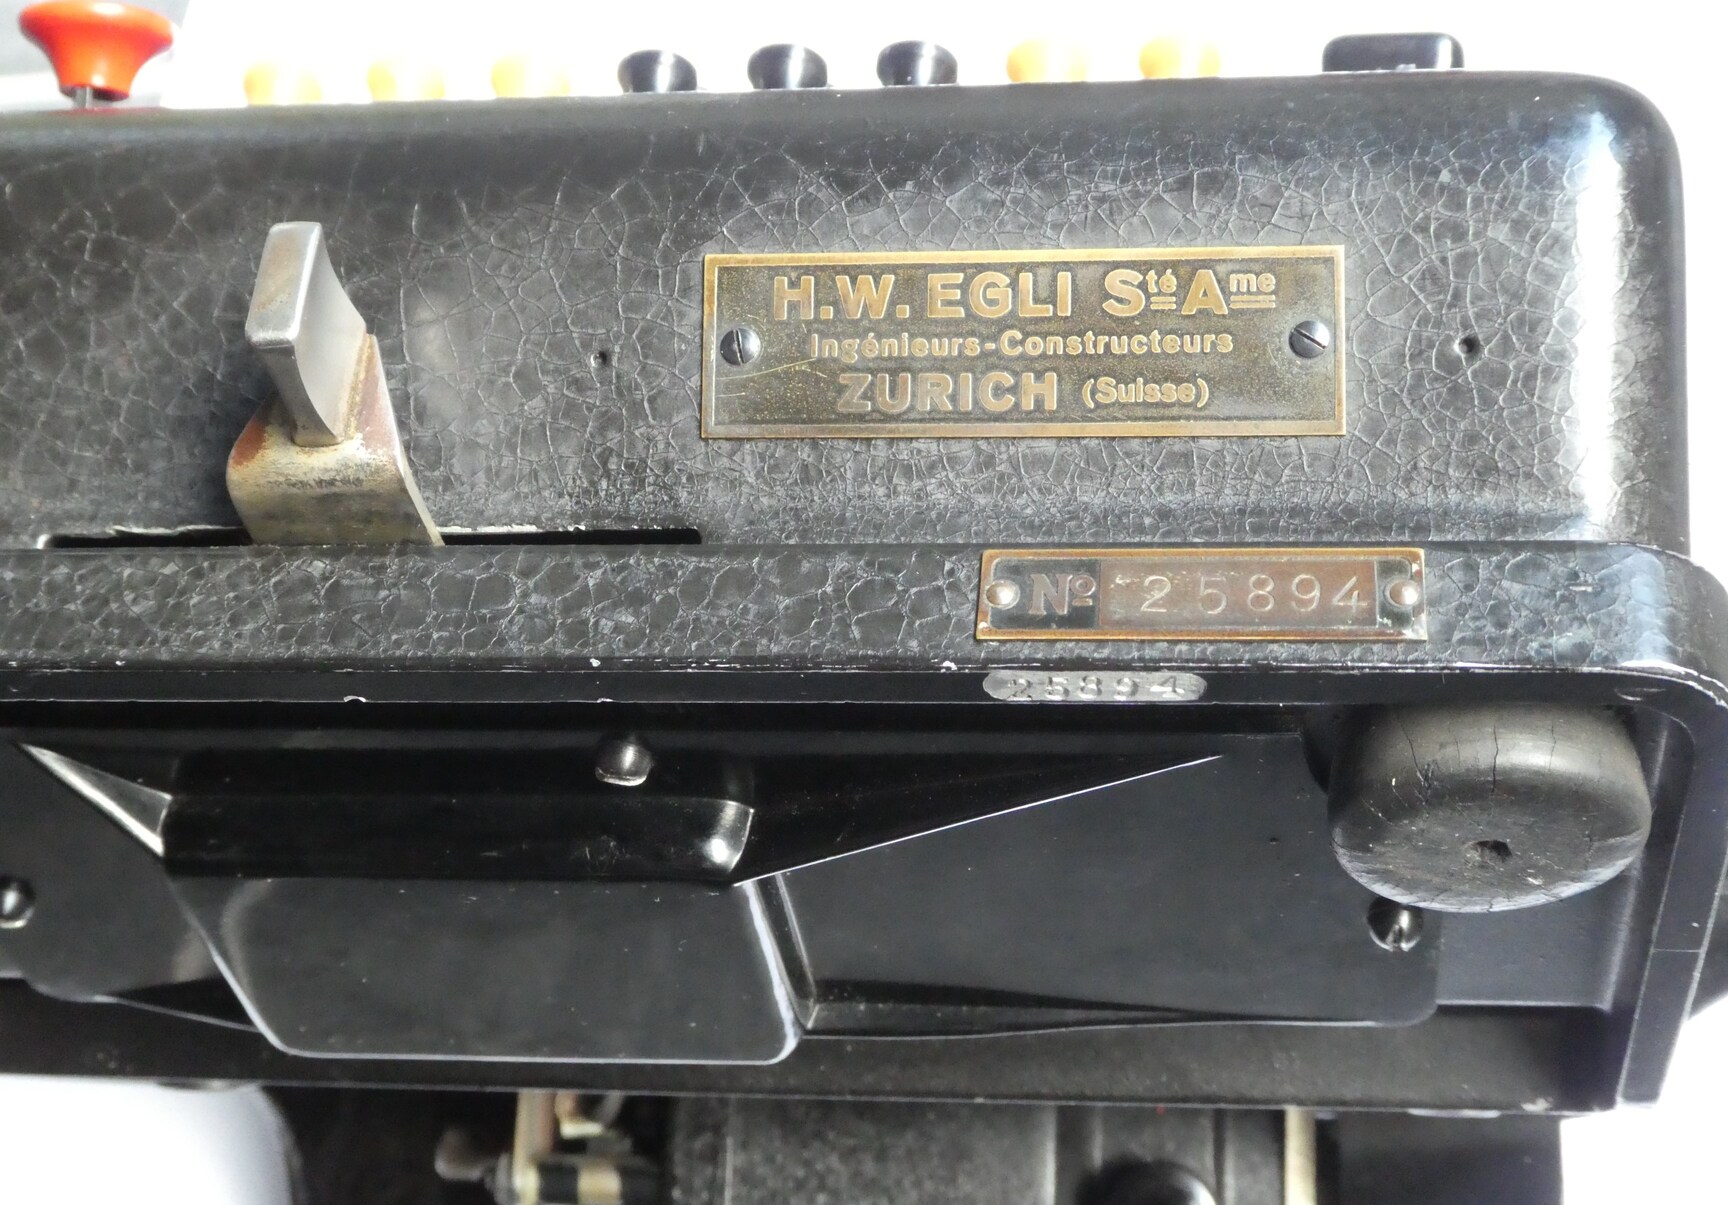 H.W. EGLI Sté Ame
Ingénieurs-Constructeurs
ZURICH (Suisse)
Nº 25894
25894